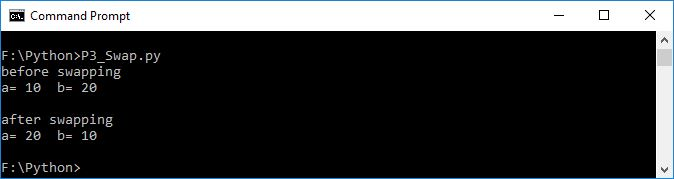 Command Prompt
F:\Python>P3_Swap.py
before swapping
a= 10  b= 20
after swapping
a= 20  b= 10
F:\Python>